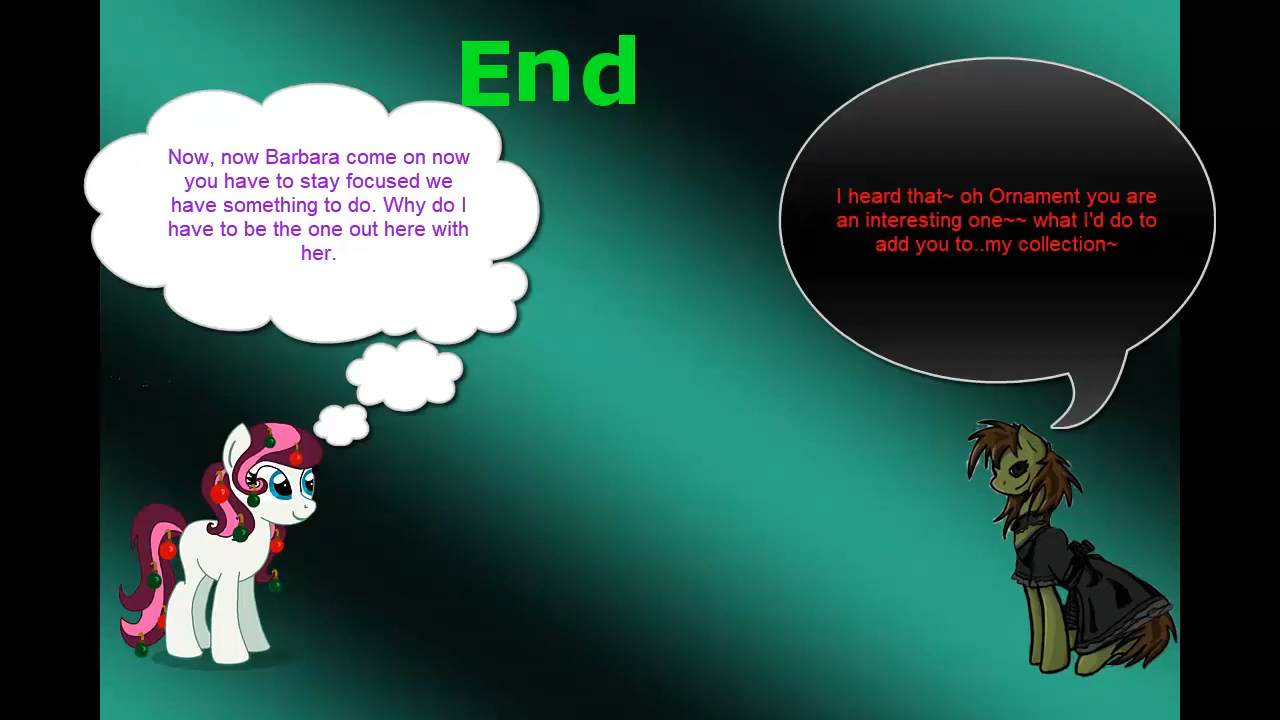 End
Now, now Barbara come on now
you have to stay focused we
have something to do. Why do I
have to be the one out here with
her.
I heard that~ oh Ornament you are
an interesting one~~ what I'd do to
add you to..my collection~